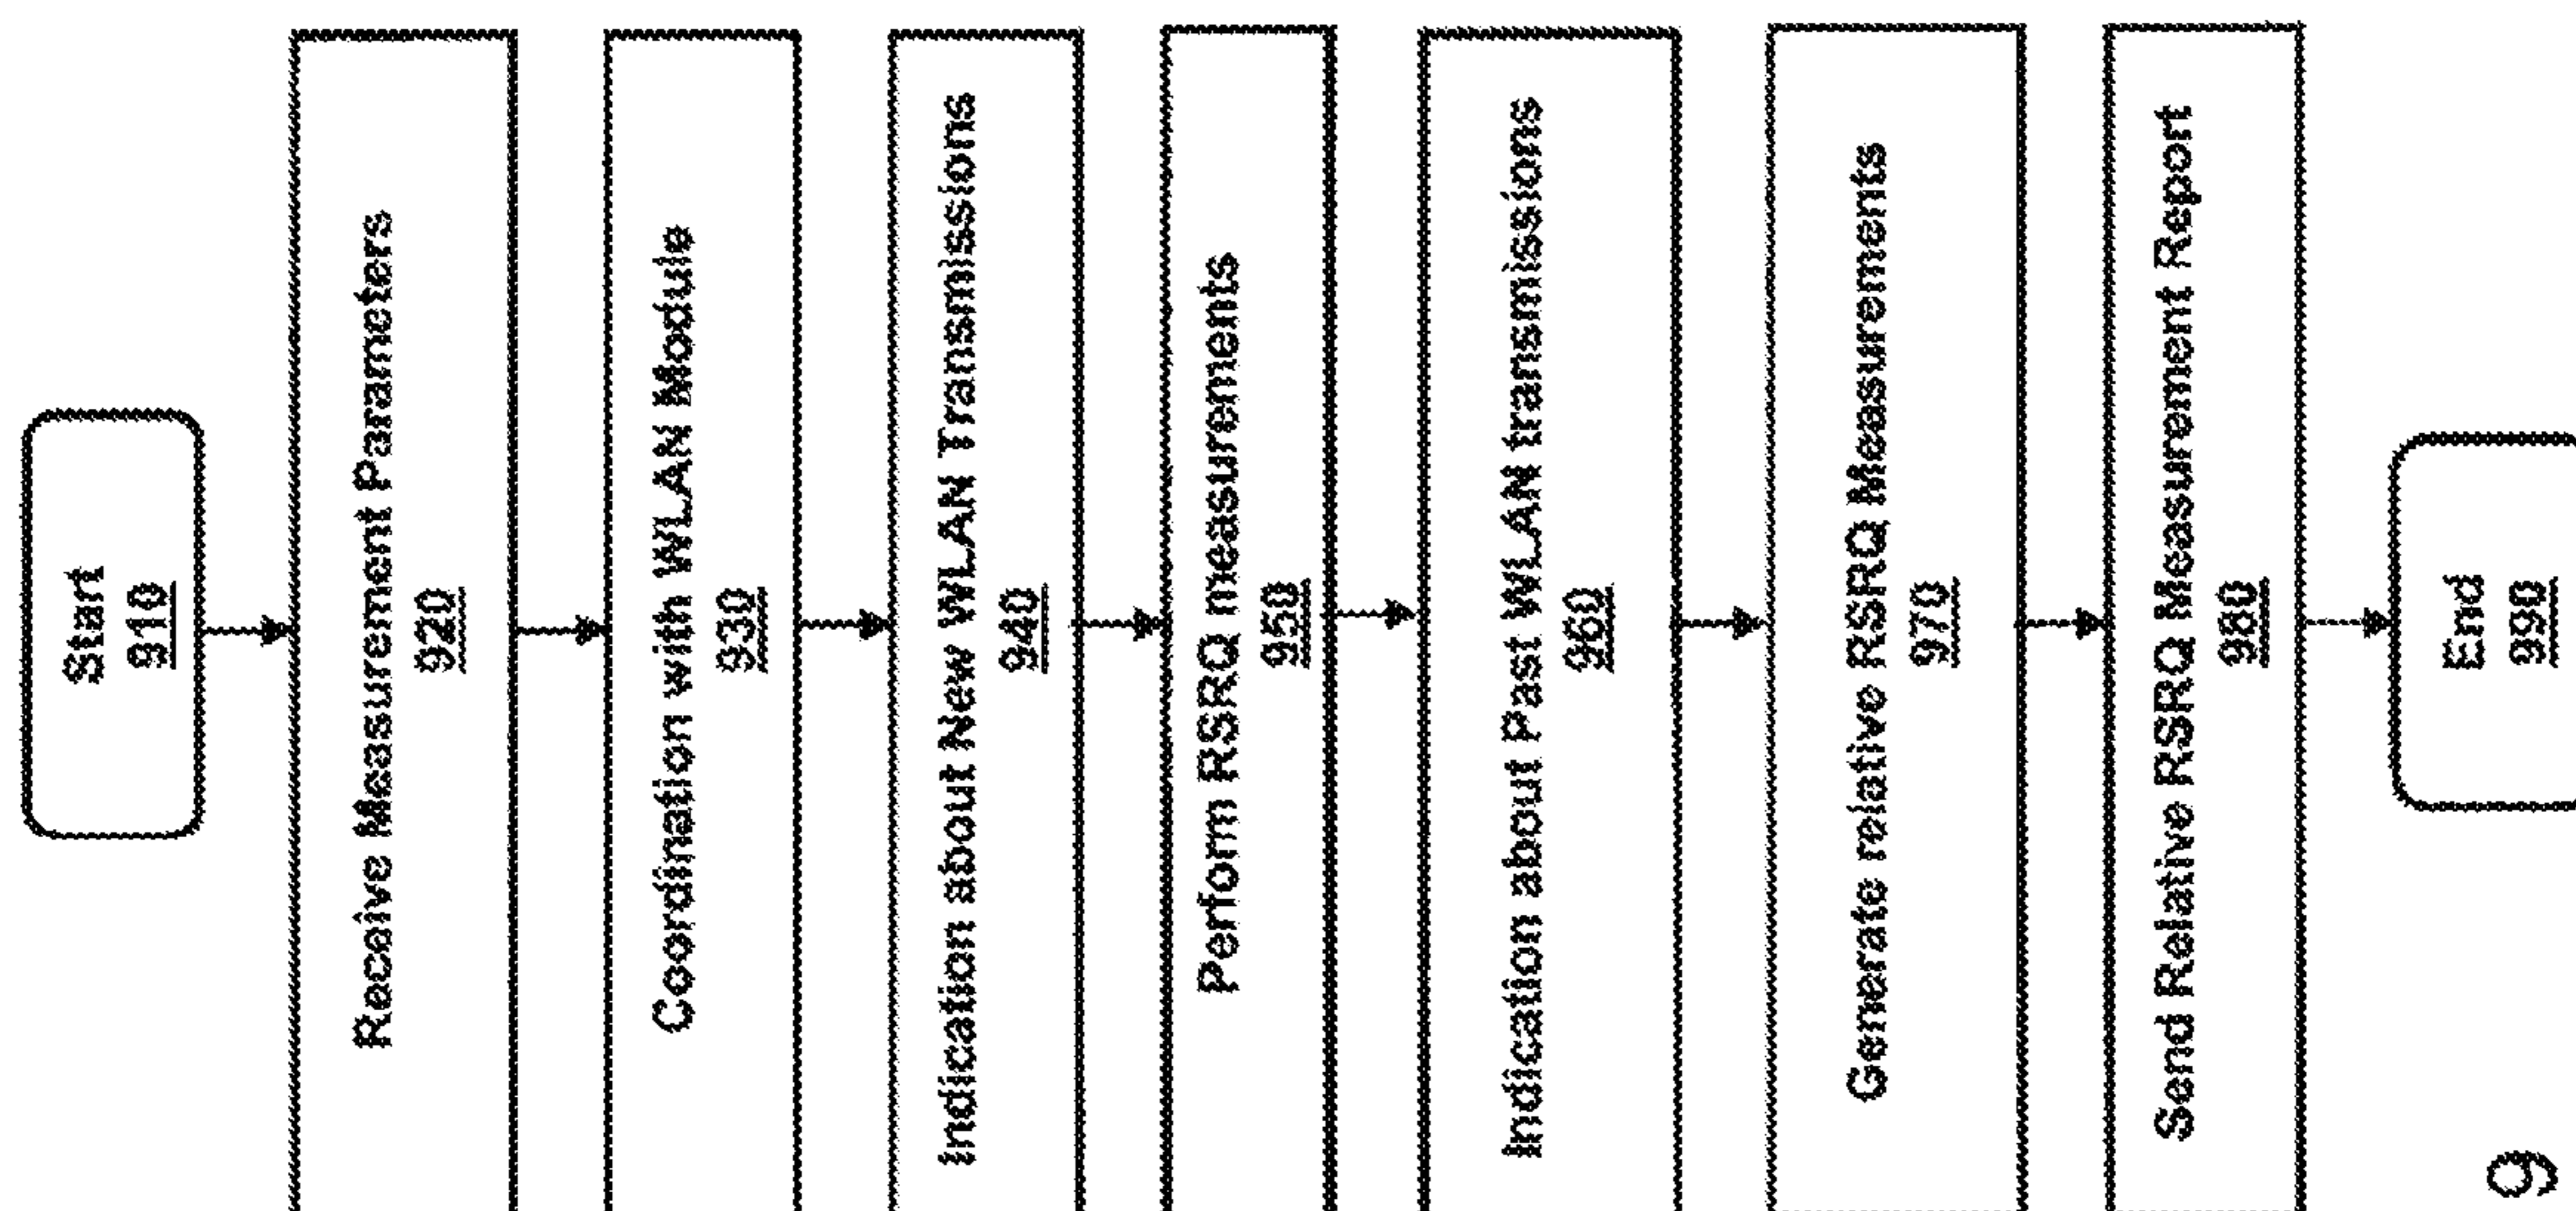 Start
910
Receive Measurement Parameters
920
Coordination with WLAN Module
930
Indication about New WLAN Transmissions
940
Perform RSRQ measurements
950
Indication about Past WLAN transmissions
960
Generate relative RSRQ Measurements
970
Send Relative RSRQ Measurement Report
980
End
990
9